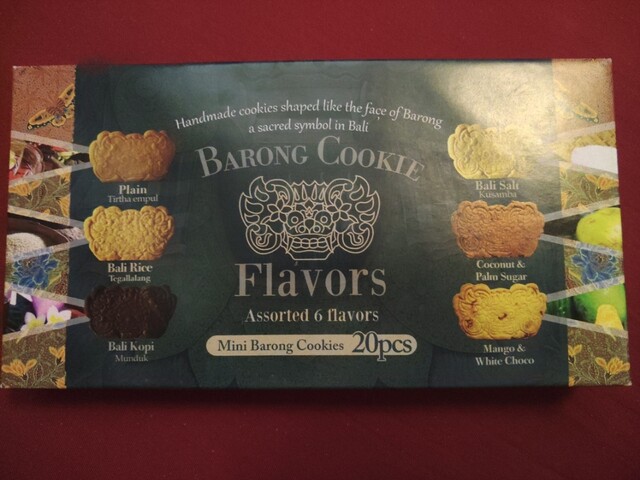 Handmade cookies shaped like the face of Barong,
a sacred symbol in Bali
BARONG COOKIE
Flavors
Assorted 6 flavors
Mini Barong Cookies 20pcs
Plain
Tirtha empul
Bali Rice
Tegallalang
Bali Kopi
Munduk
Bali Salt
Kusamba
Coconut &
Palm Sugar
Mango &
White Choco